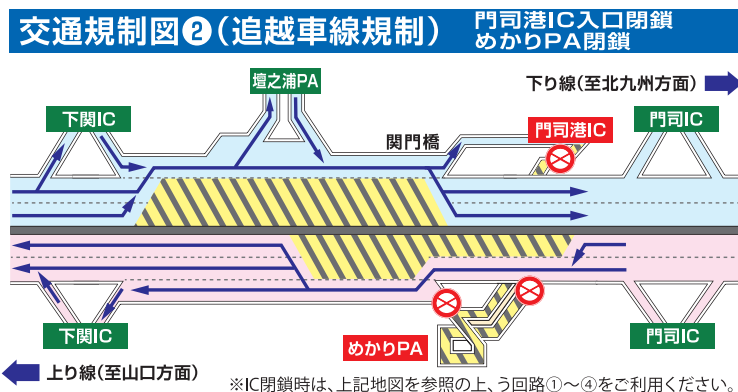 交通規制図❷(追越車線規制)
門司港IC入口閉鎖
めかりPA閉鎖
下り線(至北九州方面)
壇之浦PA
下関IC
関門橋
門司港IC
門司IC
下関IC
めかりPA
門司IC
上り線(至山口方面)
※IC閉鎖時は、上記地図を参照の上、う回路①〜④をご利用ください。